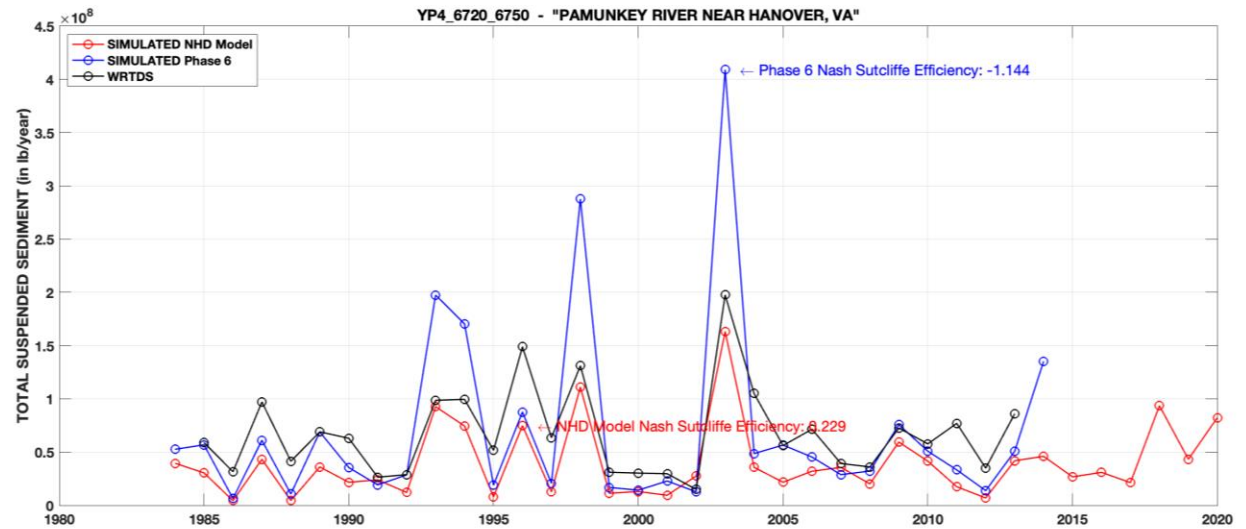 YP4_6720_6750 - "PAMUNKEY RIVER NEAR HANOVER, VA"
×10⁸
SIMULATED NHD Model
SIMULATED Phase 6
WRTDS
← Phase 6 Nash Sutcliffe Efficiency: -1.144
← NHD Model Nash Sutcliffe Efficiency: 0.229
TOTAL SUSPENDED SEDIMENT (in lb/year)
4.5
4
3.5
3
2.5
2
1.5
1
0.5
0
1980 1985 1990 1995 2000 2005 2010 2015 2020